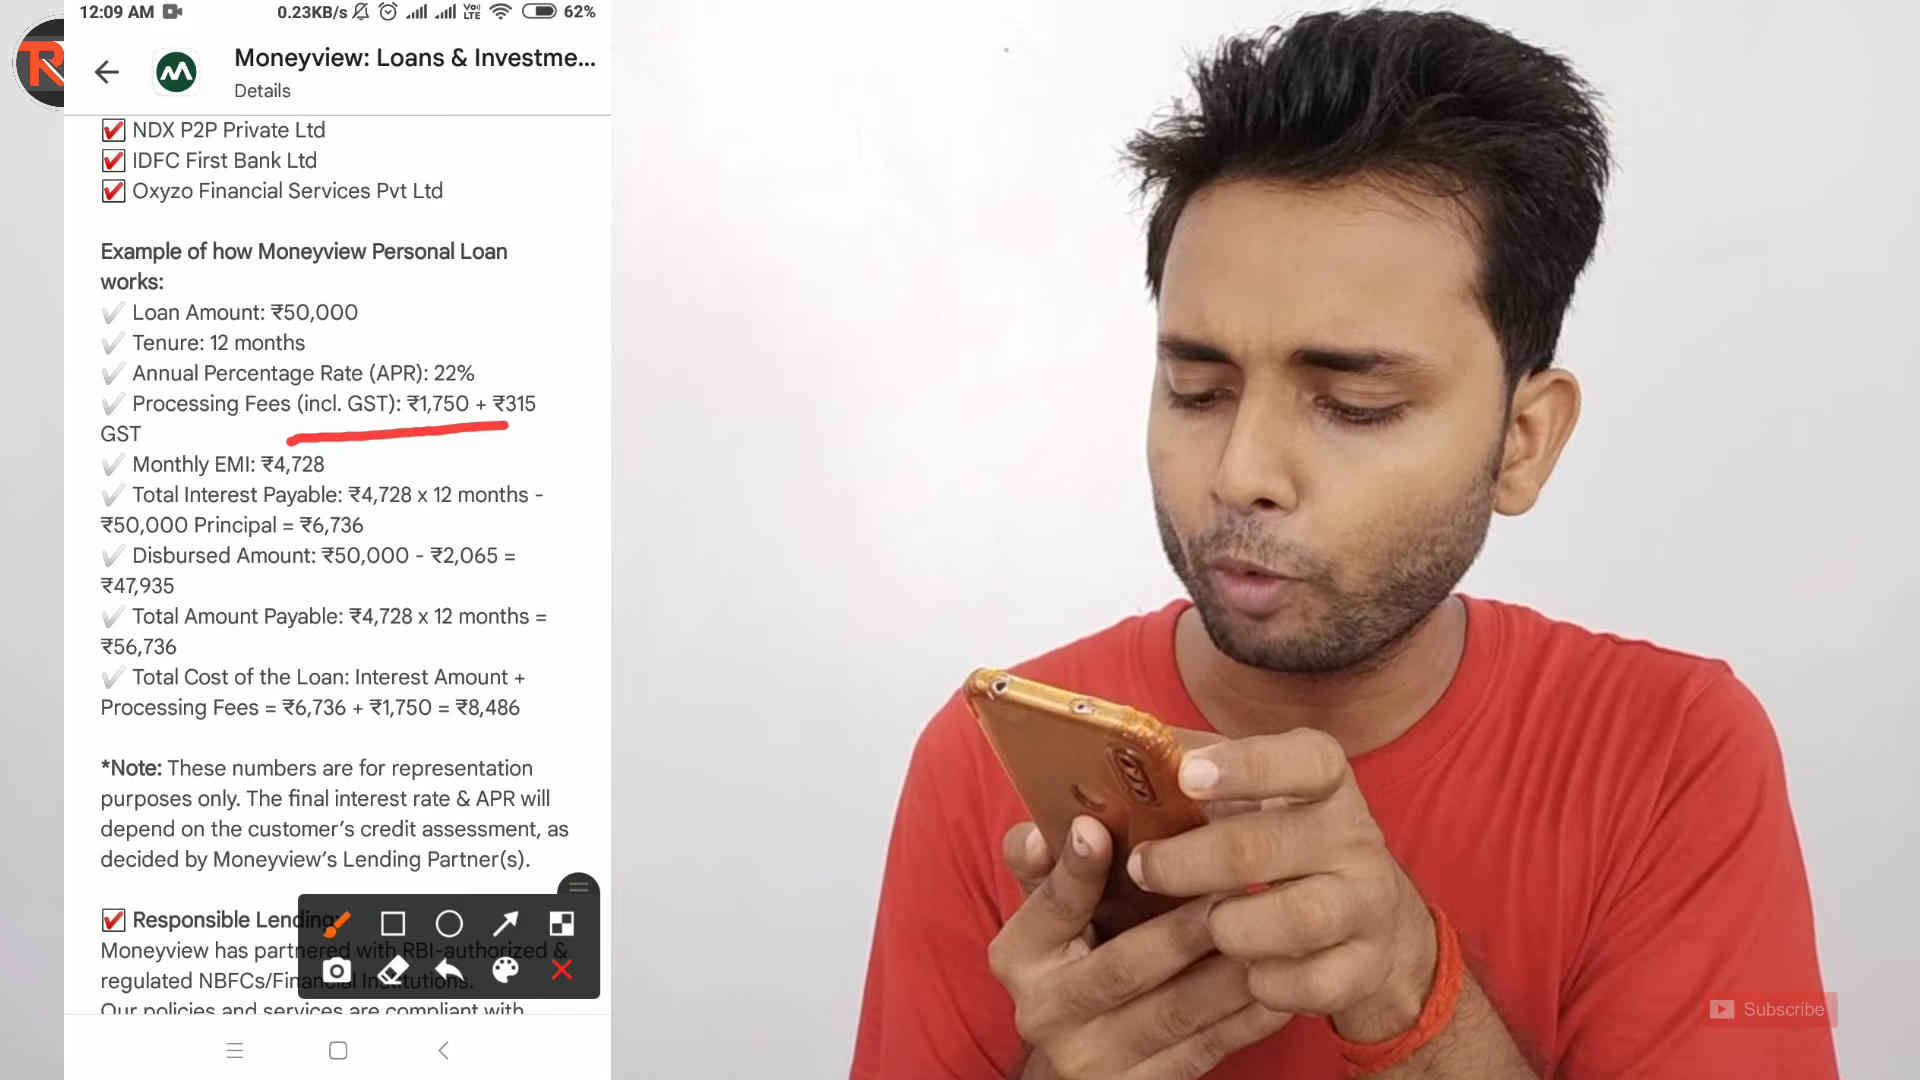 12:09 AM 0.23KB/s Vo) LTE 62%
R
Moneyview: Loans & Investme...
Details
NDX P2P Private Ltd
IDFC First Bank Ltd
Oxyzo Financial Services Pvt Ltd
Example of how Moneyview Personal Loan
works:
Loan Amount: ₹50,000
Tenure: 12 months
Annual Percentage Rate (APR): 22%
Processing Fees (incl. GST): ₹1,750 + ₹315
GST
Monthly EMI: ₹4,728
Total Interest Payable: ₹4,728 x 12 months -
₹50,000 Principal = ₹6,736
Disbursed Amount: ₹50,000 - ₹2,065 =
₹47,935
Total Amount Payable: ₹4,728 x 12 months =
₹56,736
Total Cost of the Loan: Interest Amount +
Processing Fees = ₹6,736 + ₹1,750 = ₹8,486
*Note: These numbers are for representation
purposes only. The final interest rate & APR will
depend on the customer’s credit assessment, as
decided by Moneyview’s Lending Partner(s).
Responsible Lending:
Moneyview has partnered with RBI-authorized &
regulated NBFCs/Financial Institutions.
Our policies and services are compliant with
Subscribe